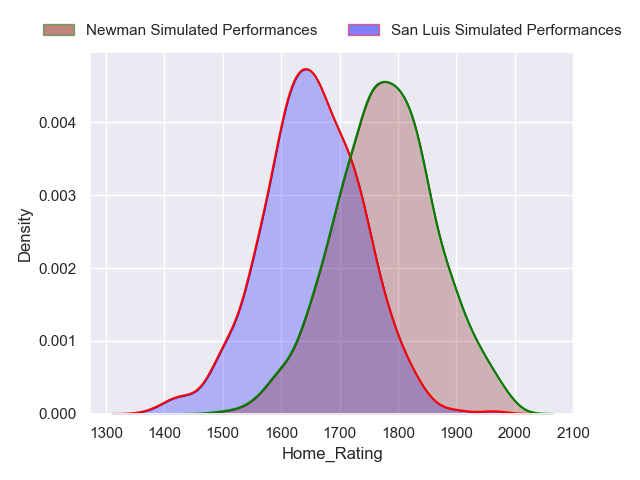 Newman Simulated Performances
San Luis Simulated Performances
0.004
0.003
0.002
0.001
0.000
Density
1300 1400 1500 1600 1700 1800 1900 2000 2100
Home_Rating